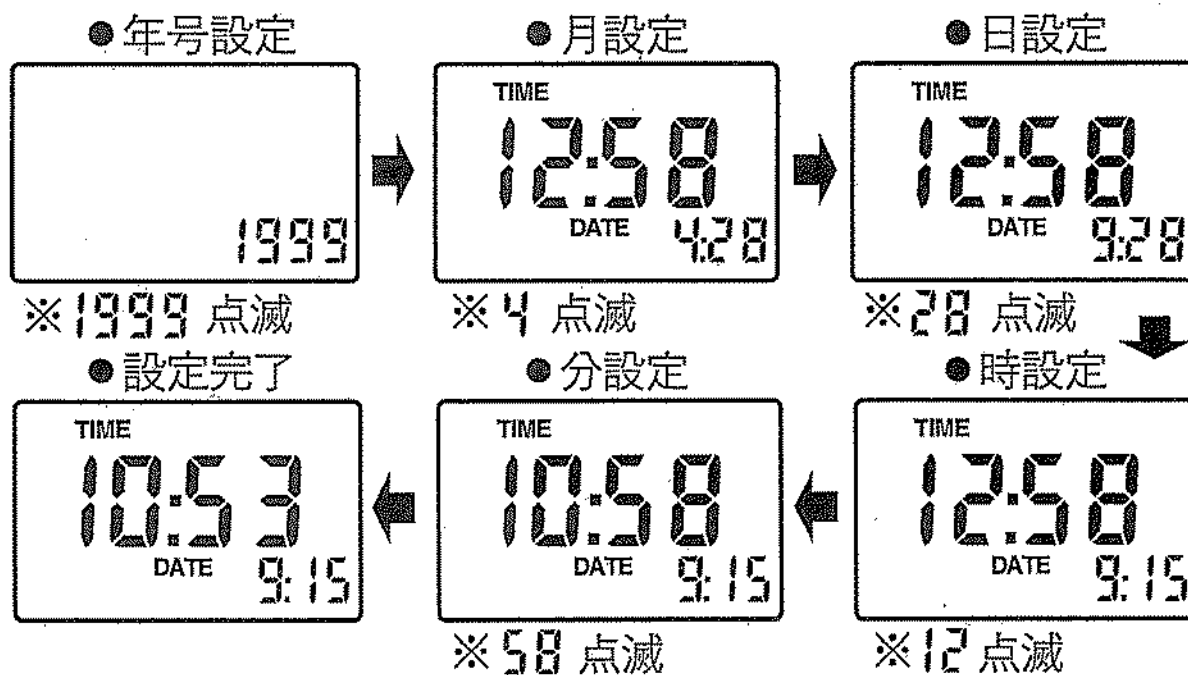 ●年号設定
1999
※1999 点滅
●月設定
TIME
12:58
DATE 4:28
※4 点滅
●日設定
TIME
12:58
DATE 9:28
※28 点滅
●時設定
TIME
12:58
DATE 9:15
※12 点滅
●分設定
TIME
10:58
DATE 9:15
※58 点滅
●設定完了
TIME
10:53
DATE 9:15